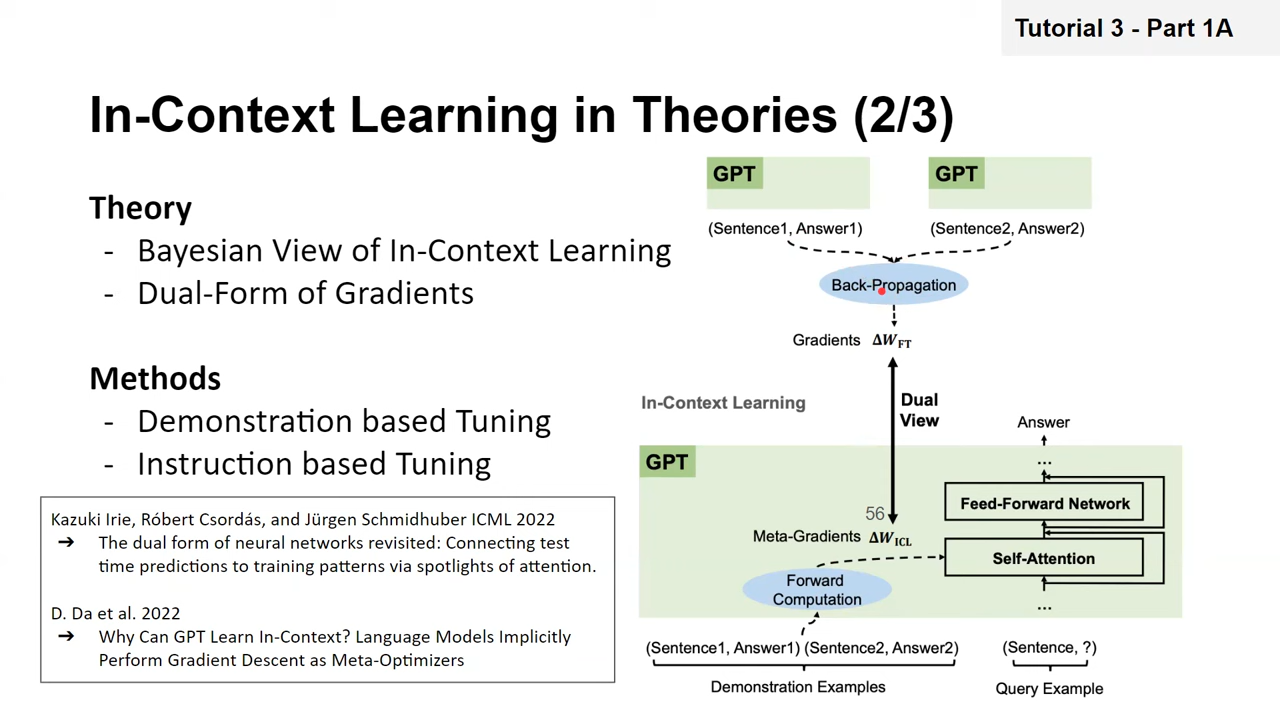 Tutorial 3 - Part 1A
In-Context Learning in Theories (2/3)
Theory
- Bayesian View of In-Context Learning
- Dual-Form of Gradients
Methods
- Demonstration based Tuning
- Instruction based Tuning
Kazuki Irie, Róbert Csordás, and Jürgen Schmidhuber ICML 2022
➔ The dual form of neural networks revisited: Connecting test
time predictions to training patterns via spotlights of attention.
D. Da et al. 2022
➔ Why Can GPT Learn In-Context? Language Models Implicitly
Perform Gradient Descent as Meta-Optimizers
GPT
GPT
(Sentence1, Answer1)
(Sentence2, Answer2)
Back-Propagation
Gradients ΔW_FT
In-Context Learning
Dual
View
Answer
GPT
...
Feed-Forward Network
56
Meta-Gradients ΔW_ICL
Self-Attention
Forward
Computation
...
(Sentence1, Answer1) (Sentence2, Answer2)
(Sentence, ?)
Demonstration Examples
Query Example